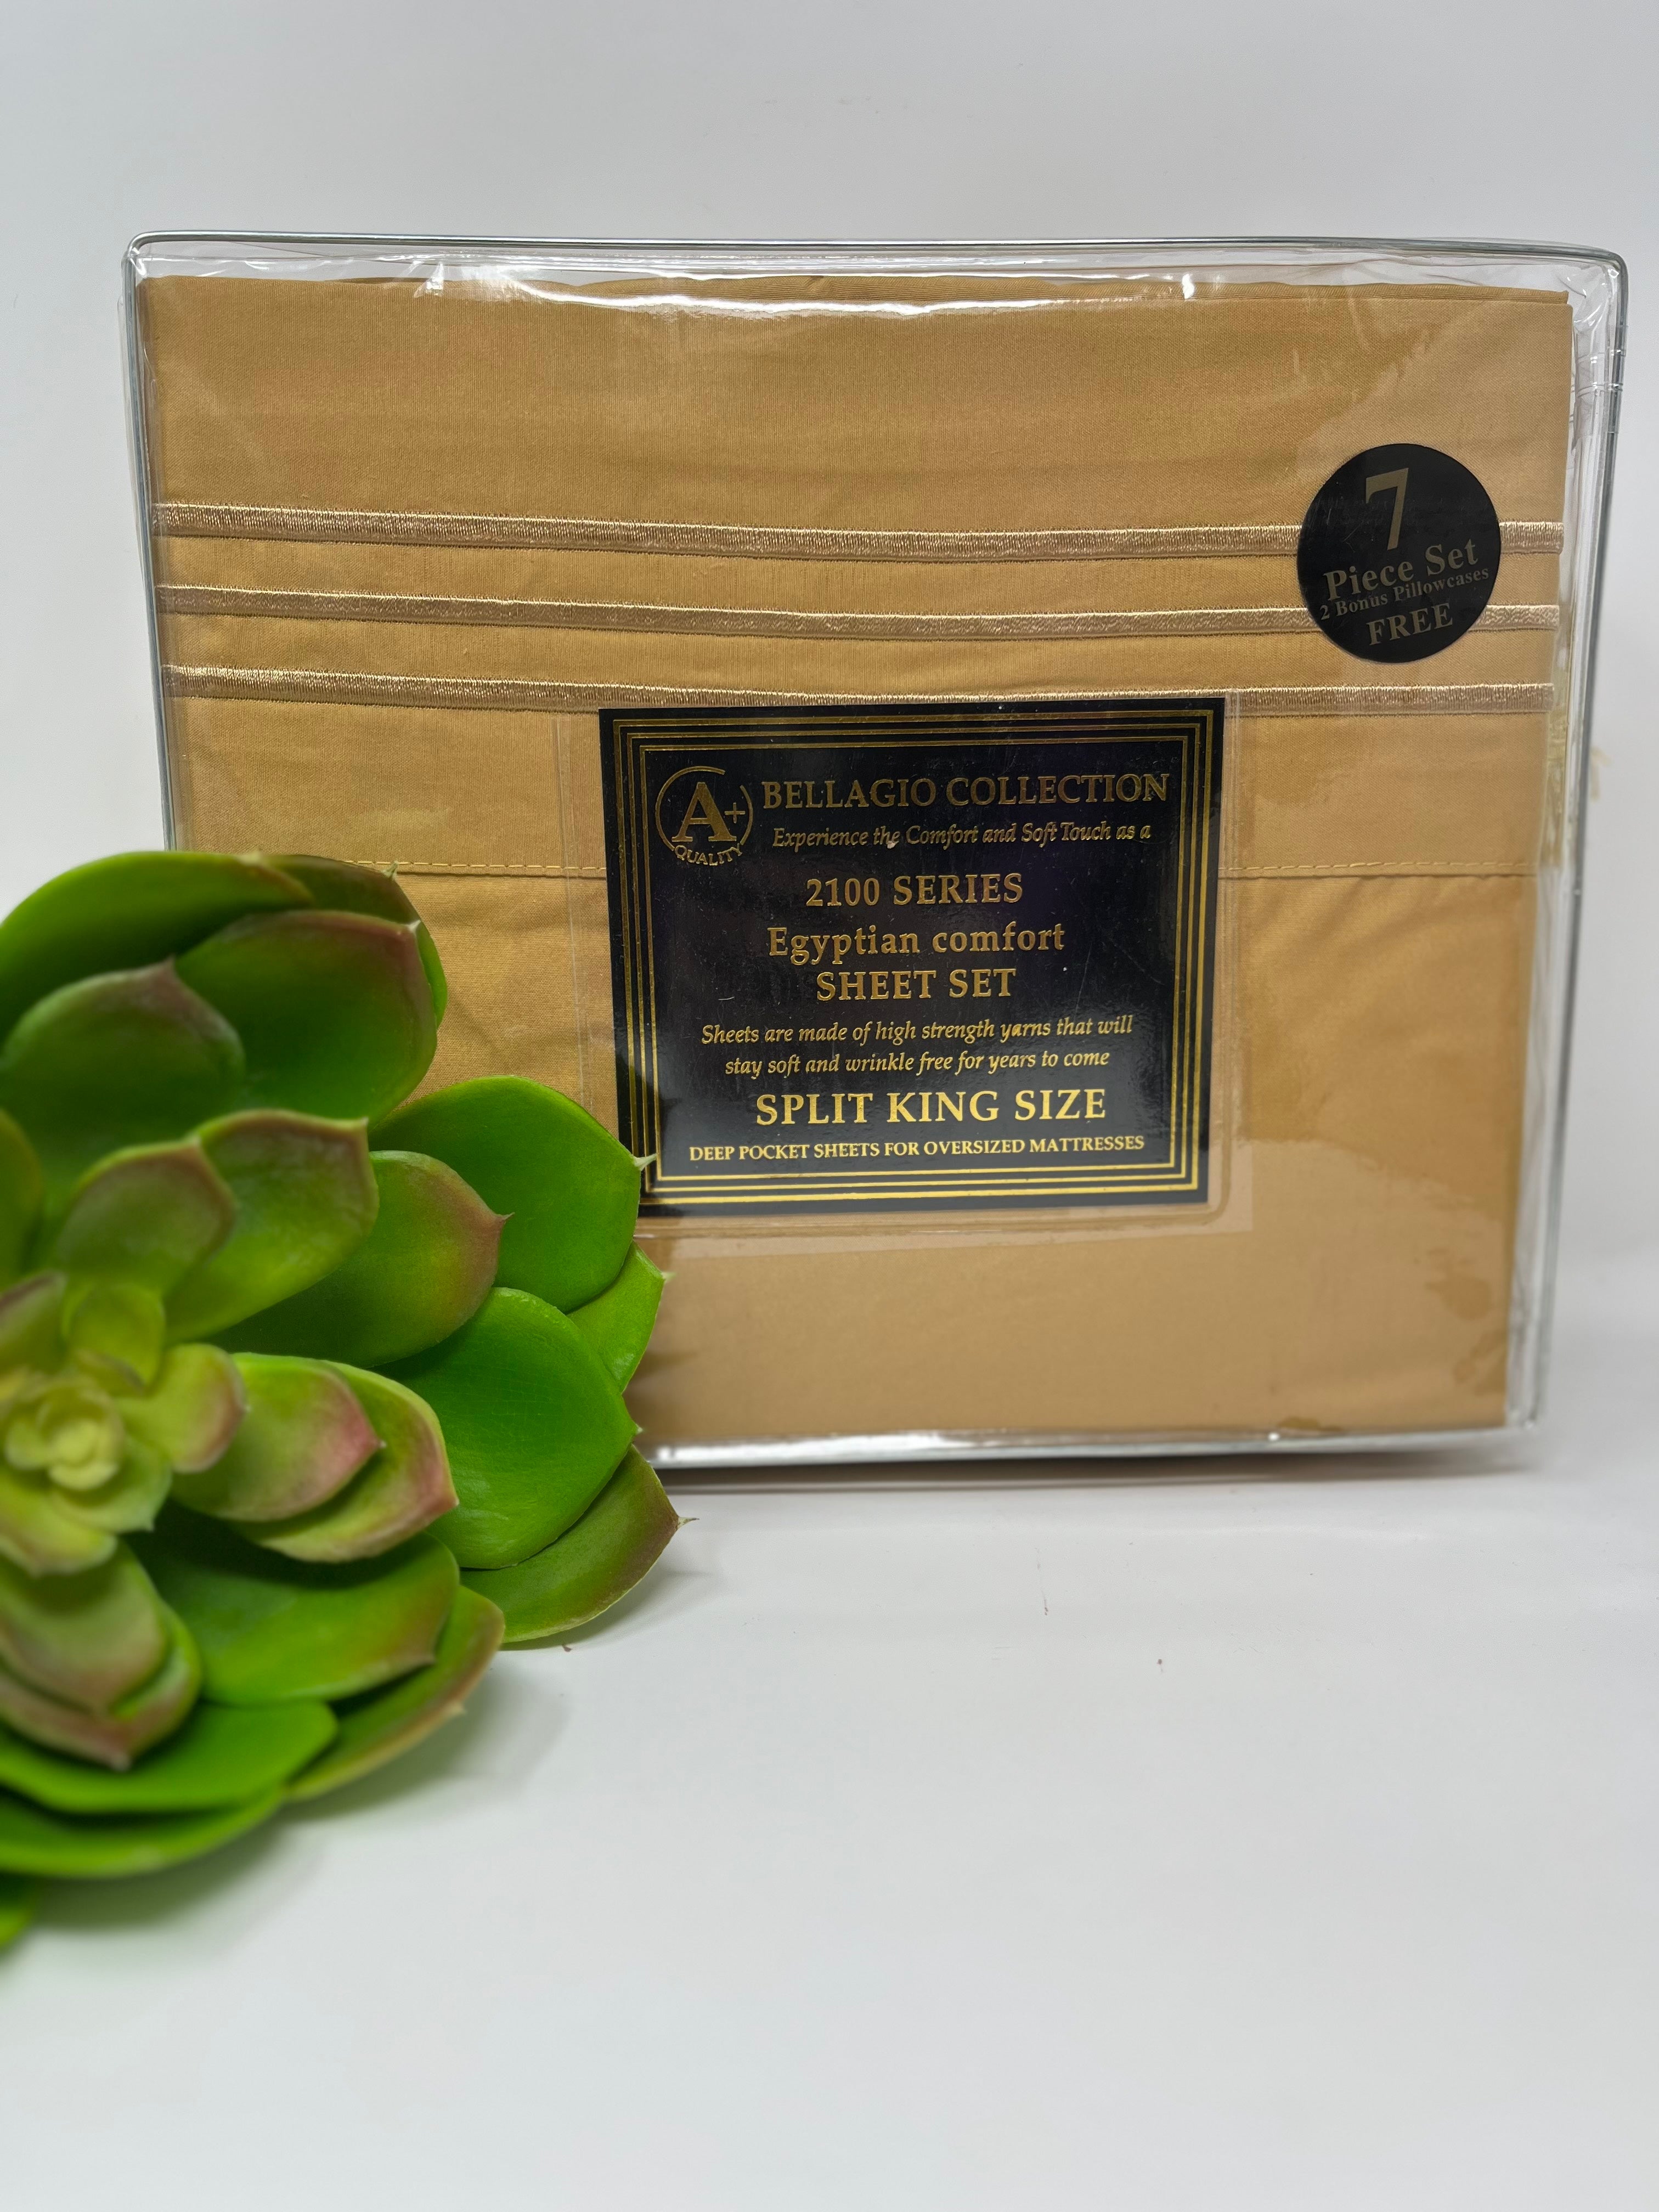 7
Piece Set
2 Bonus Pillowcases
FREE
A+
QUALITY
BELLAGIO COLLECTION
Experience the Comfort and Soft Touch as a
2100 SERIES
Egyptian comfort
SHEET SET
Sheets are made of high strength yarns that will
stay soft and wrinkle free for years to come
SPLIT KING SIZE
DEEP POCKET SHEETS FOR OVERSIZED MATTRESSES